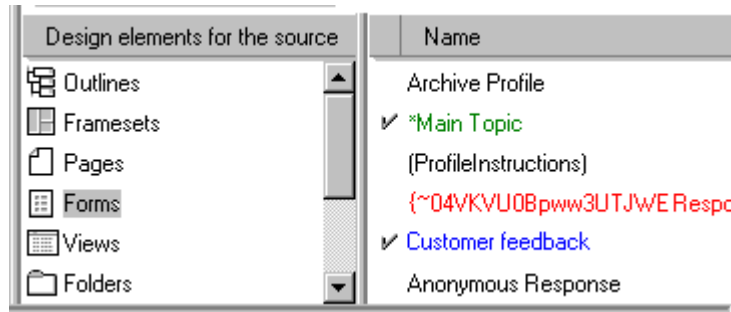 Design elements for the source
Outlines
Framesets
Pages
Forms
Views
Folders
Name
Archive Profile
*Main Topic
(ProfileInstructions)
{~04VKVU0Bpww3UTJWE Respo
Customer feedback
Anonymous Response